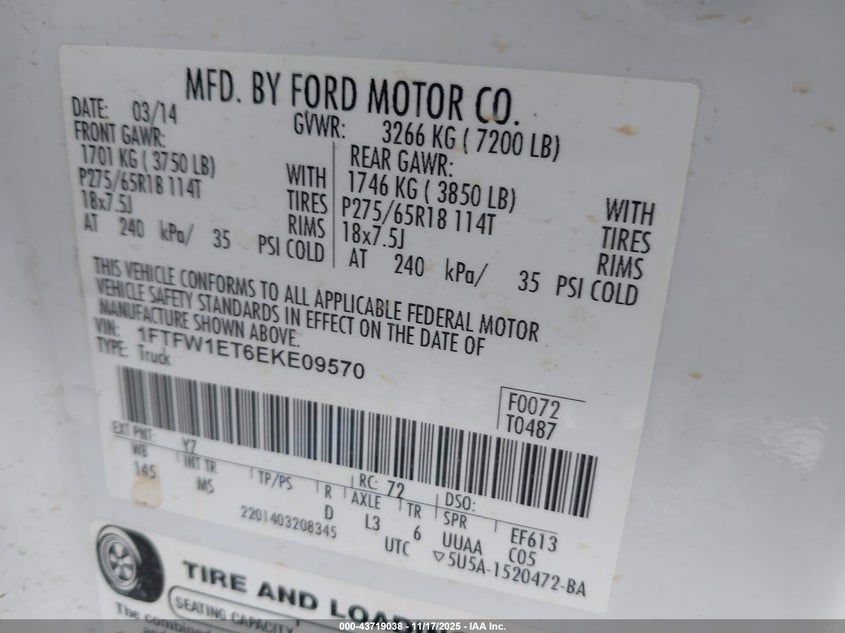 MFD. BY FORD MOTOR CO.
DATE: 03/14
GVWR: 3266 KG ( 7200 LB)
FRONT GAWR:
1701 KG ( 3750 LB)
P275/65R18 114T
18x7.5J
AT 240 kPa/ 35 PSI COLD
WITH
TIRES
RIMS
REAR GAWR:
1746 KG ( 3850 LB)
P275/65R18 114T
18x7.5J
AT 240 kPa/ 35 PSI COLD
WITH
TIRES
RIMS
THIS VEHICLE CONFORMS TO ALL APPLICABLE FEDERAL MOTOR
VEHICLE SAFETY STANDARDS IN EFFECT ON THE DATE OF
MANUFACTURE SHOWN ABOVE.
VIN: 1FTFW1ET6EKE09570
TYPE: Truck
F0072
T0487
EXT PNT: Y7 RC: 72 DSO:
WB INT TR TP/PS R AXLE TR SPR EF613
145 MS D L3 6 UUAA C05
2201403208345 UTC ▽5U5A-1520472-BA
TIRE AND LOADING
SEATING CAPACITY
The combined
000-43719038 - 11/17/2025 - IAA Inc.